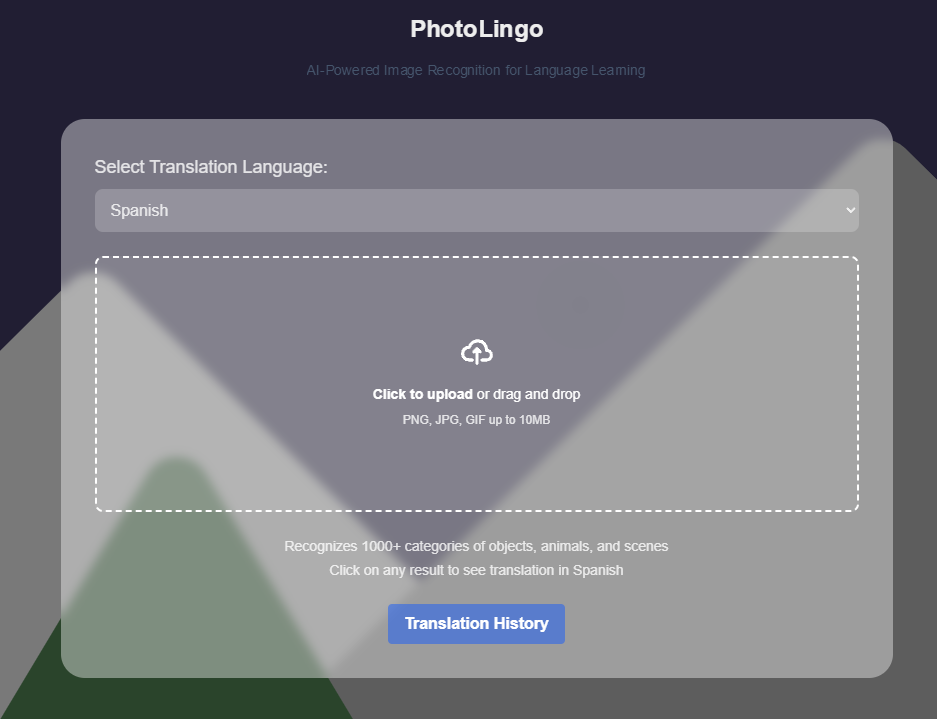 PhotoLingo
AI-Powered Image Recognition for Language Learning
Select Translation Language:
Spanish
Click to upload or drag and drop
PNG, JPG, GIF up to 10MB
Recognizes 1000+ categories of objects, animals, and scenes
Click on any result to see translation in Spanish
Translation History